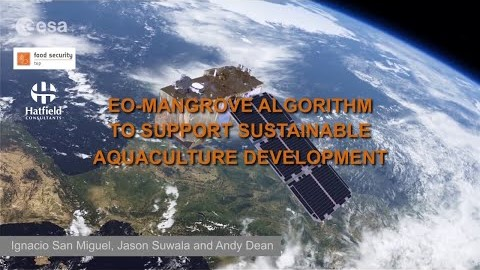 esa
food security
tep
Hatfield
CONSULTANTS
EO-MANGROVE ALGORITHM
TO SUPPORT SUSTAINABLE
AQUACULTURE DEVELOPMENT
Ignacio San Miguel, Jason Suwala and Andy Dean